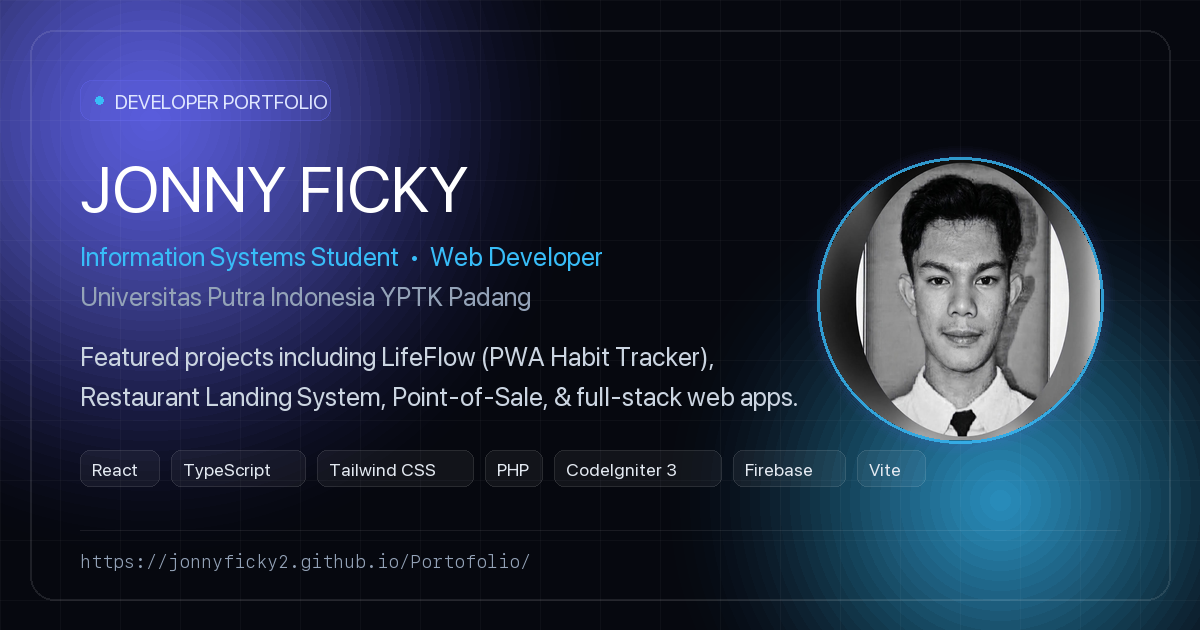 DEVELOPER PORTFOLIO
JONNY FICKY
Information Systems Student • Web Developer
Universitas Putra Indonesia YPTK Padang
Featured projects including LifeFlow (PWA Habit Tracker),
Restaurant Landing System, Point-of-Sale, & full-stack web apps.
React TypeScript Tailwind CSS PHP CodeIgniter 3 Firebase Vite
https://jonnyficky2.github.io/Portofolio/